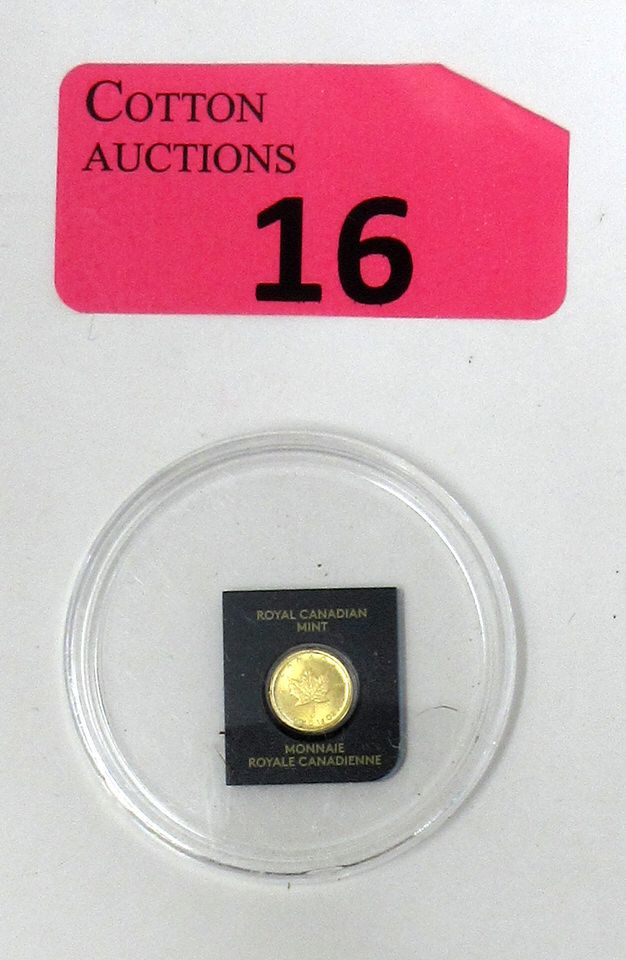 COTTON
AUCTIONS
16
ROYAL CANADIAN
MINT
MONNAIE
ROYALE CANADIENNE